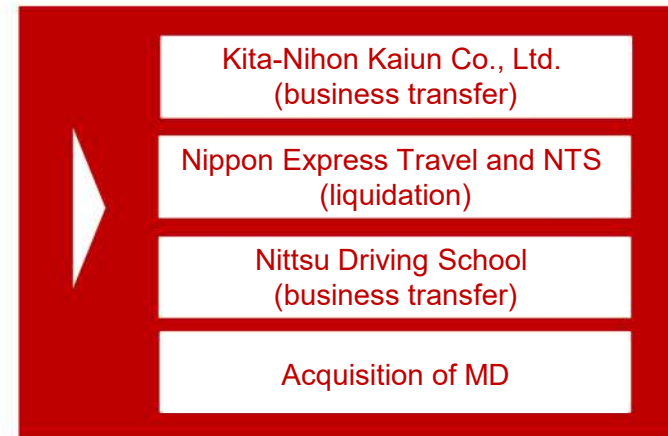 Kita-Nihon Kaiun Co., Ltd.
(business transfer)
Nippon Express Travel and NTS
(liquidation)
Nittsu Driving School
(business transfer)
Acquisition of MD